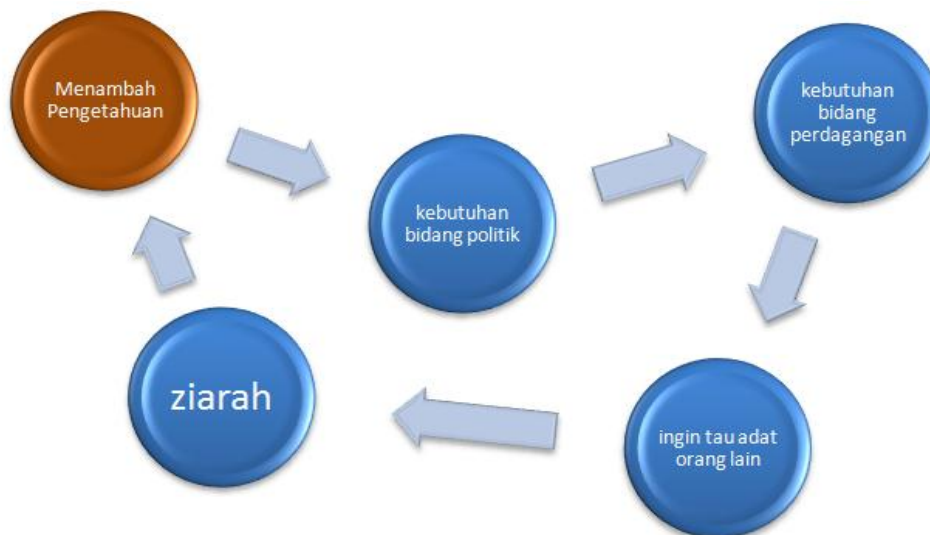 Menambah
Pengetahuan
kebutuhan
bidang politik
kebutuhan
bidang
perdagangan
ingin tau adat
orang lain
ziarah